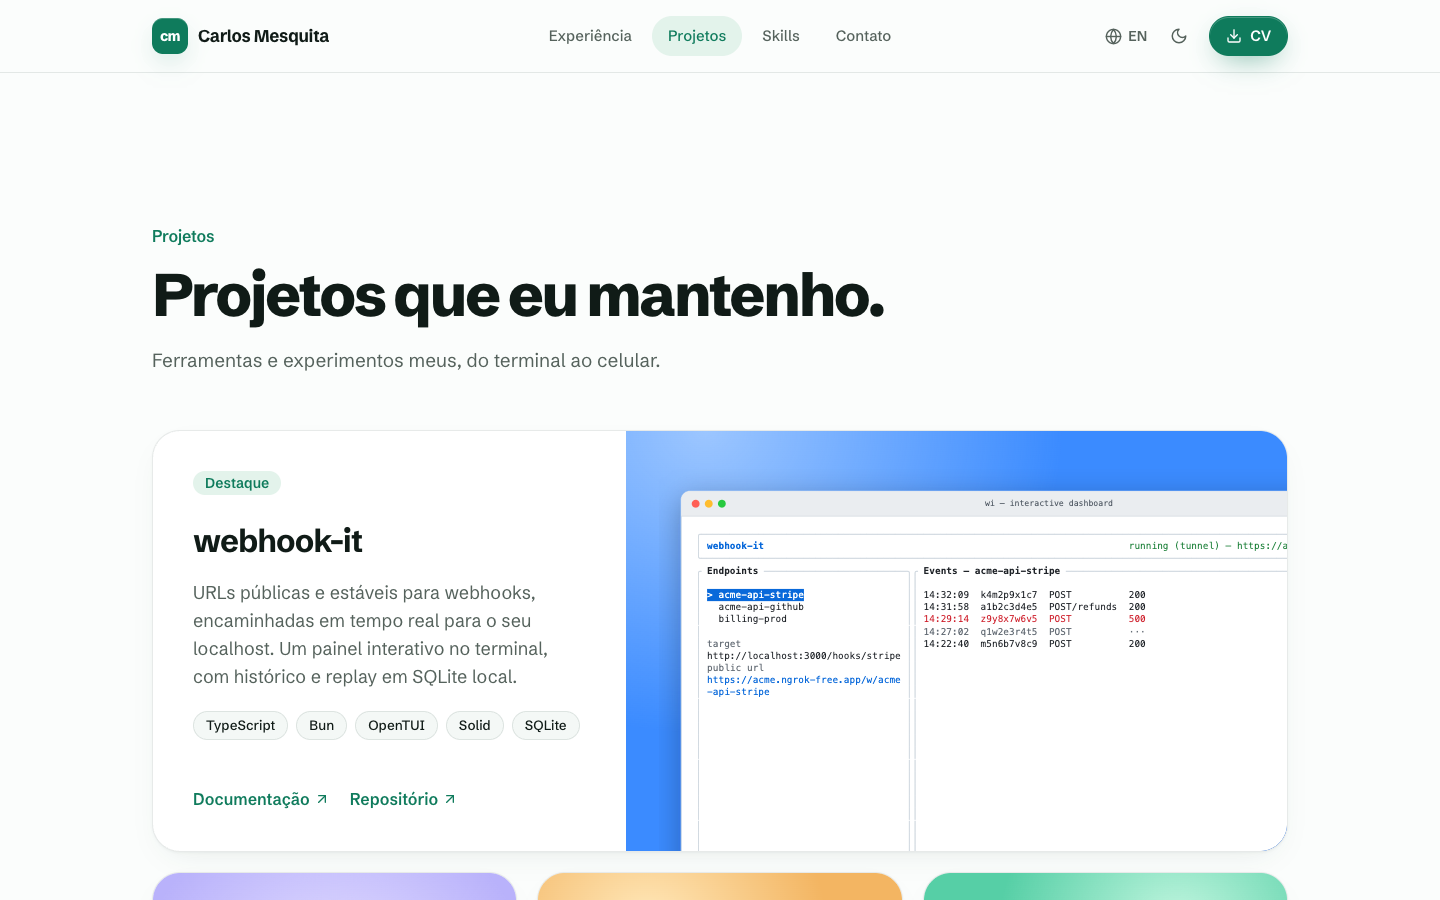 cm Carlos Mesquita Experiência Projetos Skills Contato EN CV
Projetos
Projetos que eu mantenho.
Ferramentas e experimentos meus, do terminal ao celular.
Destaque
webhook-it
URLs públicas e estáveis para webhooks,
encaminhadas em tempo real para o seu
localhost. Um painel interativo no terminal,
com histórico e replay em SQLite local.
TypeScript Bun OpenTUI Solid SQLite
Documentação Repositório
wi — interactive dashboard
webhook-it running (tunnel) — https://a
Endpoints
> acme-api-stripe
acme-api-github
billing-prod
target
http://localhost:3000/hooks/stripe
public url
https://acme.ngrok-free.app/w/acme
-api-stripe
Events — acme-api-stripe
14:32:09 k4m2p9x1c7 POST 200
14:31:58 a1b2c3d4e5 POST/refunds 200
14:29:14 z9y8x7w6v5 POST 500
14:27:02 q1w2e3r4t5 POST ···
14:22:40 m5n6b7v8c9 POST 200